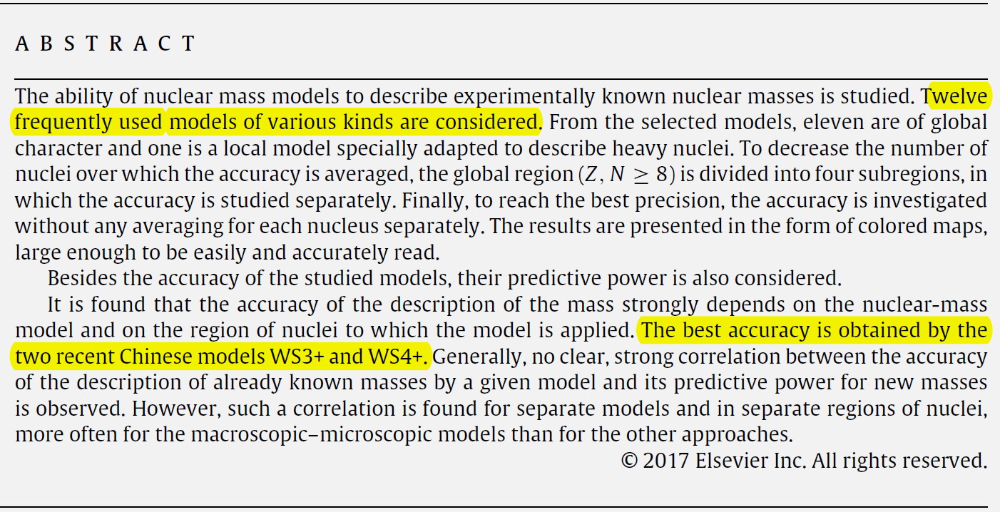 A B S T R A C T
The ability of nuclear mass models to describe experimentally known nuclear masses is studied. Twelve
frequently used models of various kinds are considered. From the selected models, eleven are of global
character and one is a local model specially adapted to describe heavy nuclei. To decrease the number of
nuclei over which the accuracy is averaged, the global region (Z, N ≥ 8) is divided into four subregions, in
which the accuracy is studied separately. Finally, to reach the best precision, the accuracy is investigated
without any averaging for each nucleus separately. The results are presented in the form of colored maps,
large enough to be easily and accurately read.
Besides the accuracy of the studied models, their predictive power is also considered.
It is found that the accuracy of the description of the mass strongly depends on the nuclear-mass
model and on the region of nuclei to which the model is applied. The best accuracy is obtained by the
two recent Chinese models WS3+ and WS4+. Generally, no clear, strong correlation between the accuracy
of the description of already known masses by a given model and its predictive power for new masses
is observed. However, such a correlation is found for separate models and in separate regions of nuclei,
more often for the macroscopic–microscopic models than for the other approaches.
© 2017 Elsevier Inc. All rights reserved.